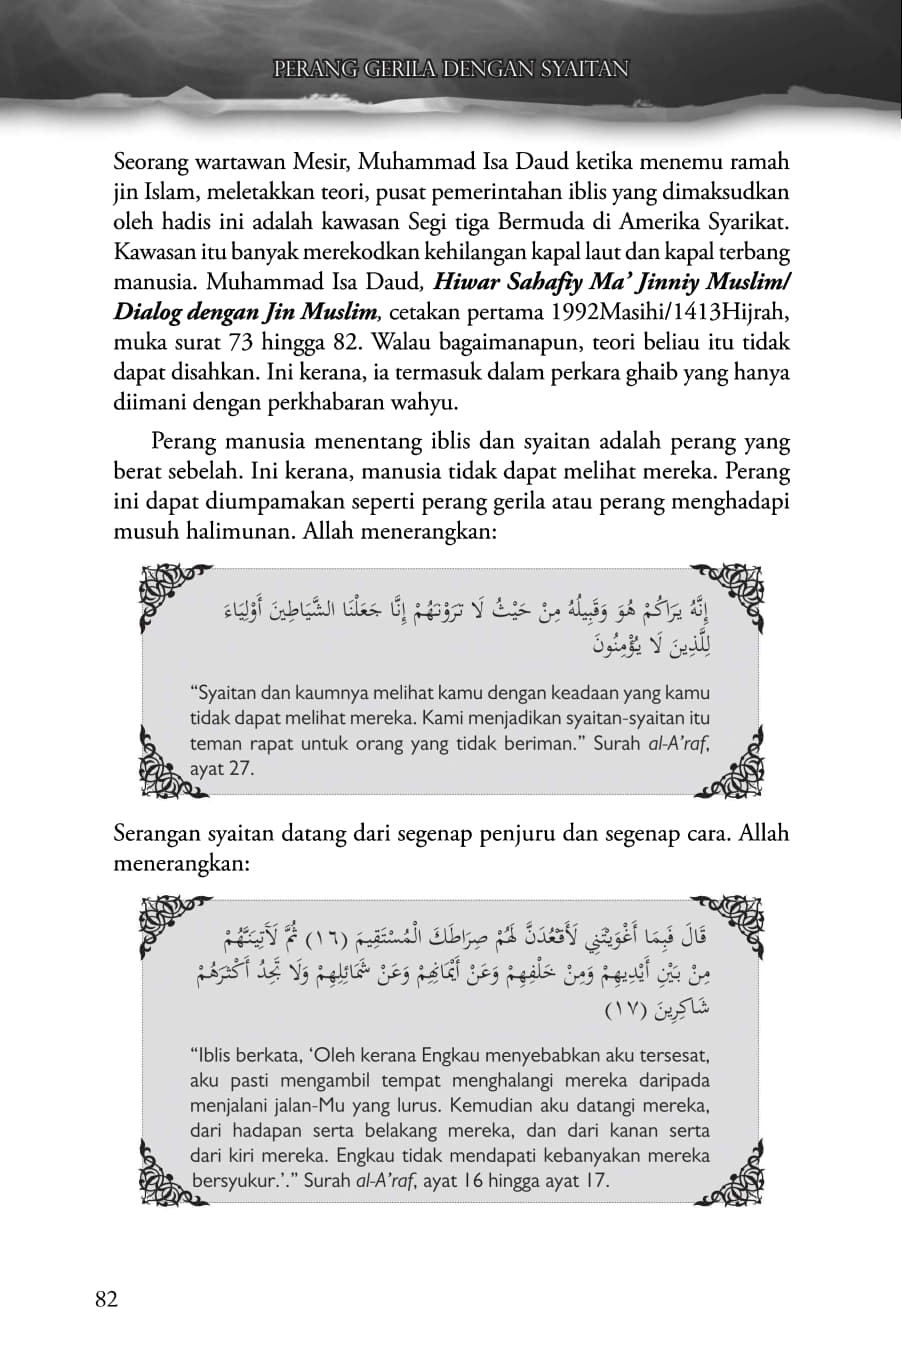 PERANG GERILA DENGAN SYAITAN
Seorang wartawan Mesir, Muhammad Isa Daud ketika menemu ramah
jin Islam, meletakkan teori, pusat pemerintahan iblis yang dimaksudkan
oleh hadis ini adalah kawasan Segi tiga Bermuda di Amerika Syarikat.
Kawasan itu banyak merekodkan kehilangan kapal laut dan kapal terbang
manusia. Muhammad Isa Daud, Hiwar Sahafiy Ma’ Jinniy Muslim/
Dialog dengan Jin Muslim, cetakan pertama 1992Masihi/1413Hijrah,
muka surat 73 hingga 82. Walau bagaimanapun, teori beliau itu tidak
dapat disahkan. Ini kerana, ia termasuk dalam perkara ghaib yang hanya
diimani dengan perkhabaran wahyu.
Perang manusia menentang iblis dan syaitan adalah perang yang
berat sebelah. Ini kerana, manusia tidak dapat melihat mereka. Perang
ini dapat diumpamakan seperti perang gerila atau perang menghadapi
musuh halimunan. Allah menerangkan:
إِنَّهُ يَرَاكُمْ هُوَ وَقَبِيلُهُ مِنْ حَيْثُ لَا تَرَوْنَهُمْ إِنَّا جَعَلْنَا الشَّيَاطِينَ أَوْلِيَاءَ
لِلَّذِينَ لَا يُؤْمِنُونَ
“Syaitan dan kaumnya melihat kamu dengan keadaan yang kamu
tidak dapat melihat mereka. Kami menjadikan syaitan-syaitan itu
teman rapat untuk orang yang tidak beriman.” Surah al-A’raf,
ayat 27.
Serangan syaitan datang dari segenap penjuru dan segenap cara. Allah
menerangkan:
قَالَ فَبِمَا أَغْوَيْتَنِي لَأَقْعُدَنَّ لَهُمْ صِرَاطَكَ الْمُسْتَقِيمَ (١٦) ثُمَّ لَآَتِيَنَّهُمْ
مِنْ بَيْنِ أَيْدِيهِمْ وَمِنْ خَلْفِهِمْ وَعَنْ أَيْمَانِهِمْ وَعَنْ شَمَائِلِهِمْ وَلَا تَجِدُ أَكْثَرَهُمْ
شَاكِرِينَ (١٧)
“Iblis berkata, ‘Oleh kerana Engkau menyebabkan aku tersesat,
aku pasti mengambil tempat menghalangi mereka daripada
menjalani jalan-Mu yang lurus. Kemudian aku datangi mereka,
dari hadapan serta belakang mereka, dan dari kanan serta
dari kiri mereka. Engkau tidak mendapati kebanyakan mereka
bersyukur.’.” Surah al-A’raf, ayat 16 hingga ayat 17.
82